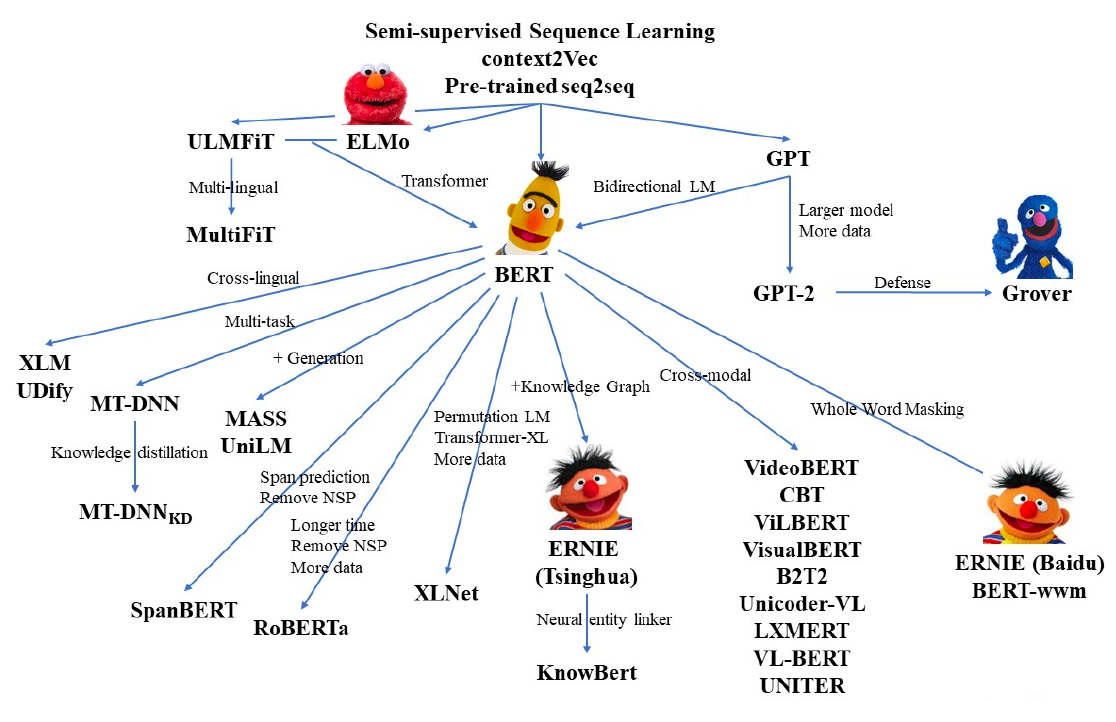 Semi-supervised Sequence Learning
context2Vec
Pre-trained seq2seq
ULMFiT
ELMo
GPT
Multi-lingual
Transformer
Bidirectional LM
Larger model
More data
MultiFiT
BERT
GPT-2
Defense
Grover
Cross-lingual
Multi-task
+ Generation
+Knowledge Graph
Cross-modal
Whole Word Masking
XLM
UDify
MT-DNN
MASS
UniLM
Permutation LM
Transformer-XL
More data
Knowledge distillation
MT-DNNKD
Span prediction
Remove NSP
Longer time
Remove NSP
More data
SpanBERT
RoBERTa
XLNet
ERNIE
(Tsinghua)
Neural entity linker
KnowBert
VideoBERT
CBT
ViLBERT
VisualBERT
B2T2
Unicoder-VL
LXMERT
VL-BERT
UNITER
ERNIE (Baidu)
BERT-wwm